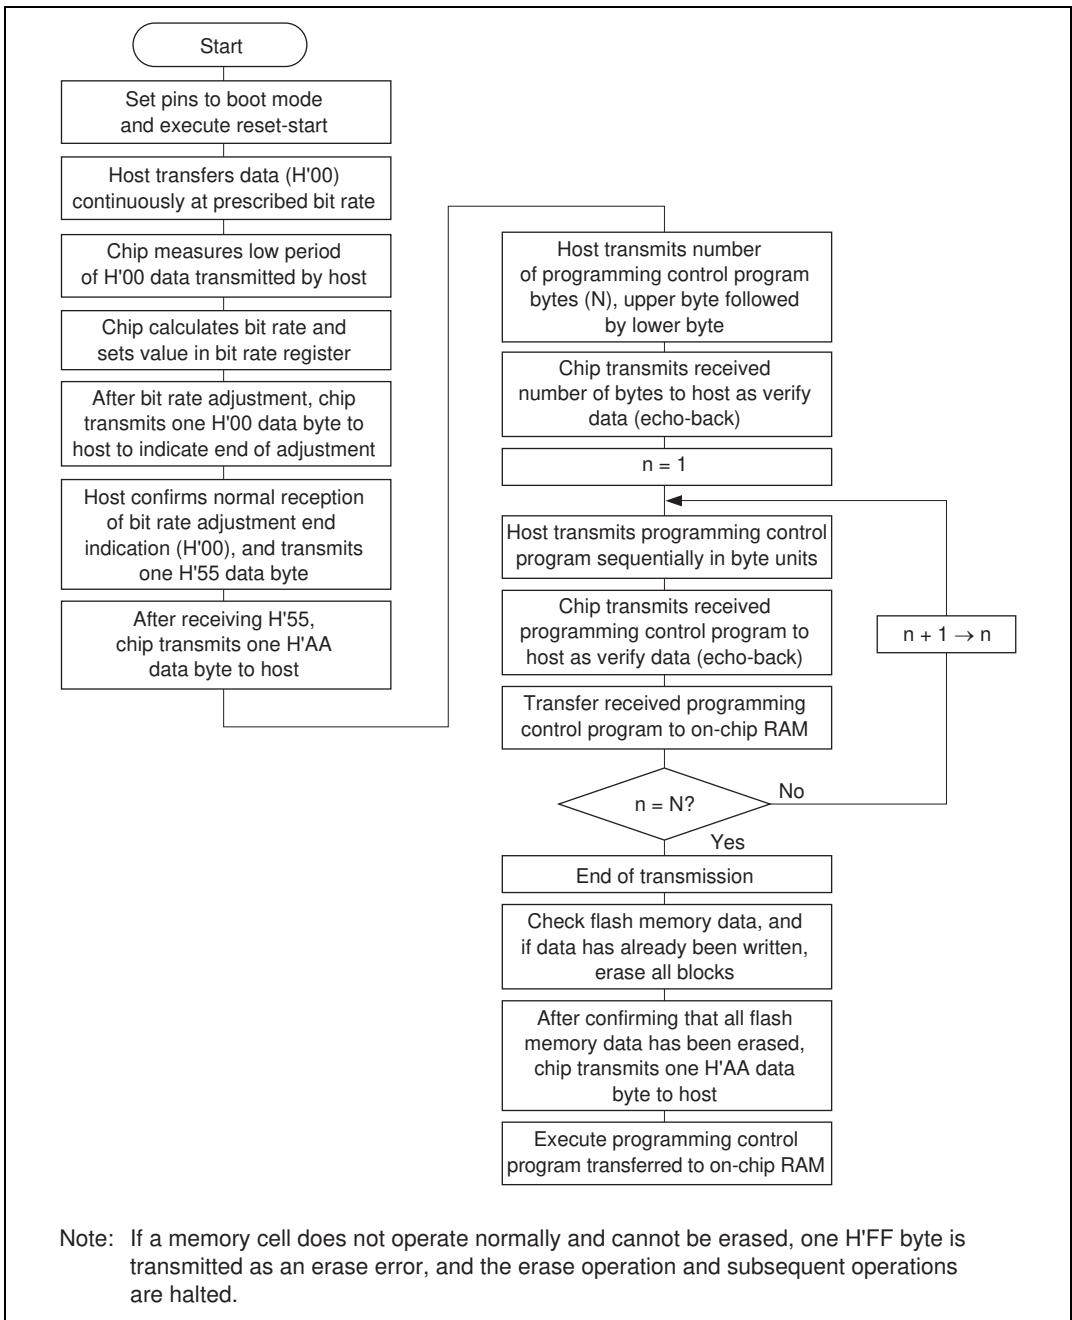 Start
Set pins to boot mode
and execute reset-start
Host transfers data (H'00)
continuously at prescribed bit rate
Chip measures low period
of H'00 data transmitted by host
Chip calculates bit rate and
sets value in bit rate register
After bit rate adjustment, chip
transmits one H'00 data byte to
host to indicate end of adjustment
Host confirms normal reception
of bit rate adjustment end
indication (H'00), and transmits
one H'55 data byte
After receiving H'55,
chip transmits one H'AA
data byte to host
Host transmits number
of programming control program
bytes (N), upper byte followed
by lower byte
Chip transmits received
number of bytes to host as verify
data (echo-back)
n = 1
Host transmits programming control
program sequentially in byte units
Chip transmits received
programming control program to
host as verify data (echo-back)
n + 1 → n
Transfer received programming
control program to on-chip RAM
n = N?
No
Yes
End of transmission
Check flash memory data, and
if data has already been written,
erase all blocks
After confirming that all flash
memory data has been erased,
chip transmits one H'AA data
byte to host
Execute programming control
program transferred to on-chip RAM
Note: If a memory cell does not operate normally and cannot be erased, one H'FF byte is
transmitted as an erase error, and the erase operation and subsequent operations
are halted.